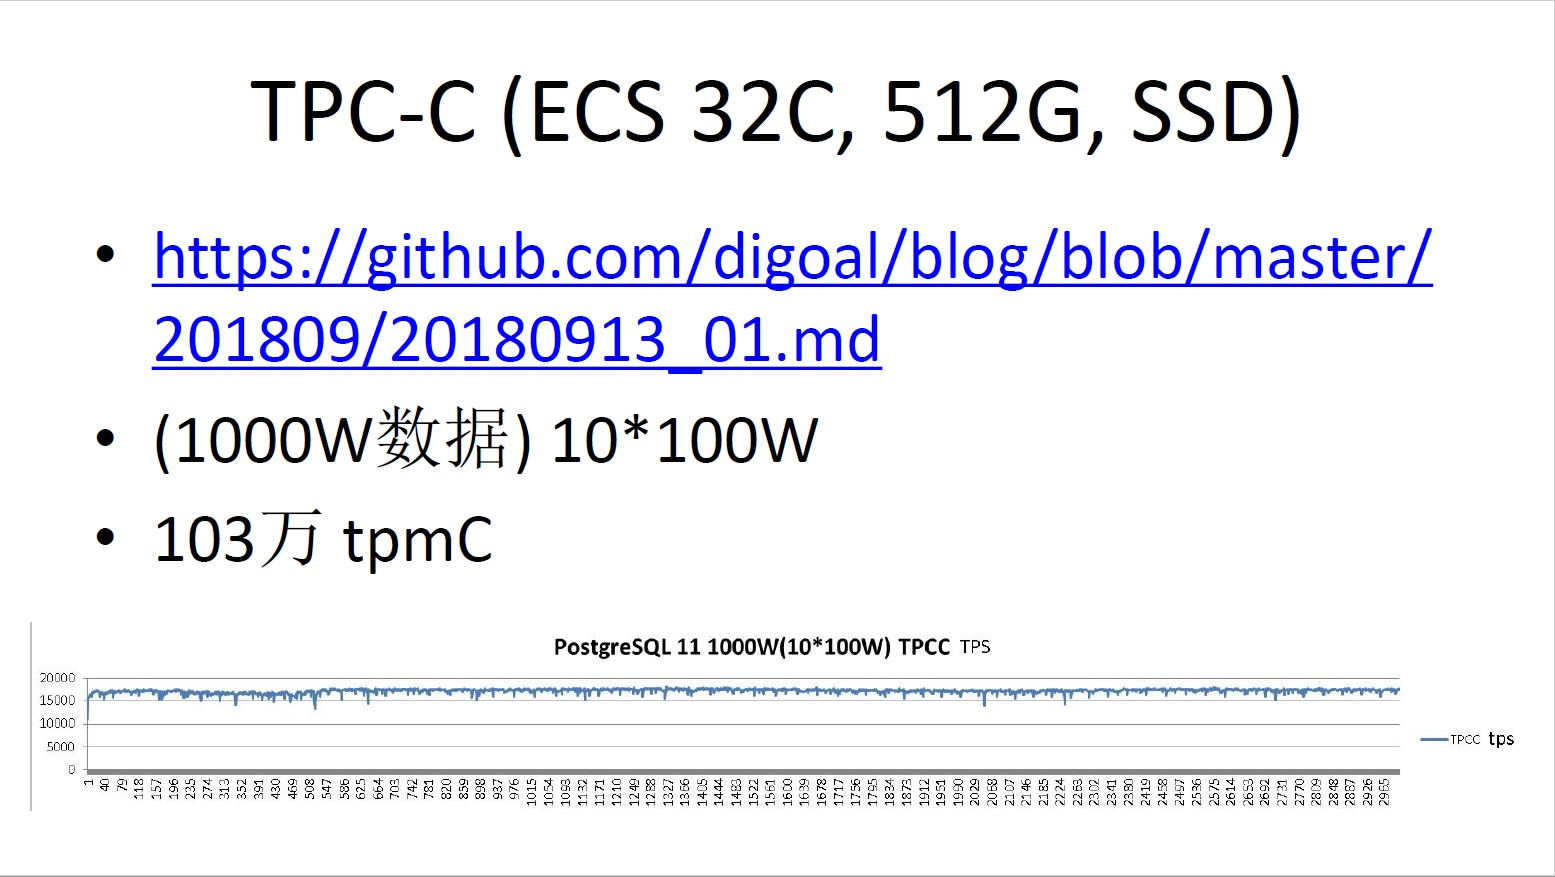 TPC-C (ECS 32C, 512G, SSD)
• https://github.com/digoal/blog/blob/master/
201809/20180913_01.md
• (1000W数据) 10*100W
• 103万 tpmC
PostgreSQL 11 1000W(10*100W) TPCC TPS
20000
15000
10000
5000
0
TPCC tps
1 40 79 118 157 196 235 274 313 352 391 430 469 508 547 586 625 664 703 742 781 820 859 898 937 976 1015 1054 1093 1132 1171 1210 1249 1288 1327 1366 1405 1444 1483 1522 1561 1600 1639 1678 1717 1756 1795 1834 1873 1912 1951 1990 2029 2068 2107 2146 2185 2224 2263 2302 2341 2380 2419 2458 2497 2536 2575 2614 2653 2692 2731 2770 2809 2848 2887 2926 2965